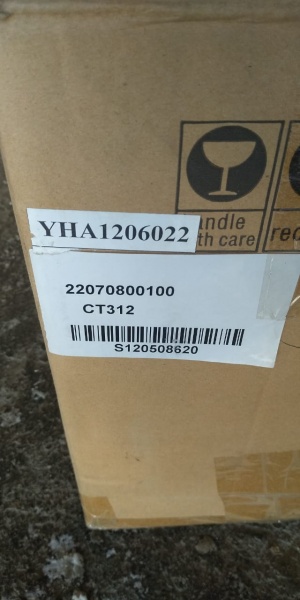 YHA1206022
andle
th care
rec
22070800100
CT312
S120508620